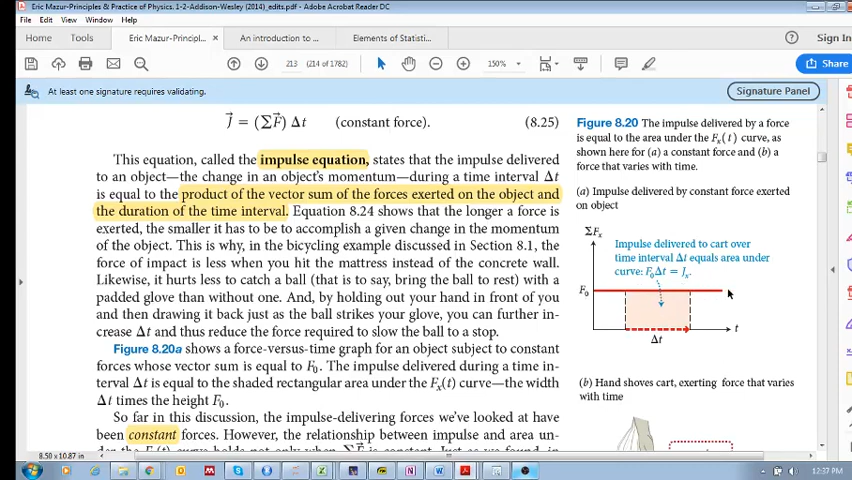 Eric Mazur-Principles & Practice of Physics. 1-2-Addison-Wesley (2014)_edits.pdf - Adobe Acrobat Reader DC
File Edit View Window Help
Home Tools Eric Mazur-Principl... × An introduction to ... Elements of Statisti... Sign In
213 (214 of 1782) 150% Share
At least one signature requires validating. Signature Panel
J⃗ = (ΣF⃗) Δt (constant force). (8.25)
This equation, called the impulse equation, states that the impulse delivered
to an object—the change in an object's momentum—during a time interval Δt
is equal to the product of the vector sum of the forces exerted on the object and
the duration of the time interval. Equation 8.24 shows that the longer a force is
exerted, the smaller it has to be to accomplish a given change in the momentum
of the object. This is why, in the bicycling example discussed in Section 8.1, the
force of impact is less when you hit the mattress instead of the concrete wall.
Likewise, it hurts less to catch a ball (that is to say, bring the ball to rest) with a
padded glove than without one. And, by holding out your hand in front of you
and then drawing it back just as the ball strikes your glove, you can further in-
crease Δt and thus reduce the force required to slow the ball to a stop.
Figure 8.20a shows a force-versus-time graph for an object subject to constant
forces whose vector sum is equal to F₀. The impulse delivered during a time in-
terval Δt is equal to the shaded rectangular area under the Fₓ(t) curve—the width
Δt times the height F₀.
So far in this discussion, the impulse-delivering forces we've looked at have
been constant forces. However, the relationship between impulse and area un-
Figure 8.20 The impulse delivered by a force
is equal to the area under the Fₓ(t) curve, as
shown here for (a) a constant force and (b) a
force that varies with time.
(a) Impulse delivered by constant force exerted
on object
ΣFₓ
Impulse delivered to cart over
time interval Δt equals area under
curve: F₀Δt = Jₓ.
F₀
t
Δt
(b) Hand shoves cart, exerting force that varies
with time
8.50 x 10.87 in
12:37 PM